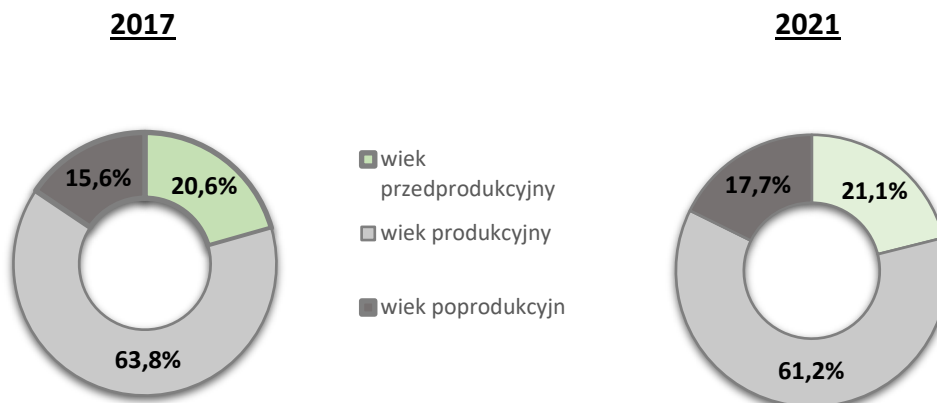 2017
2021
15,6%
20,6%
63,8%
wiek
przedprodukcyjny
wiek produkcyjny
wiek poprodukcyjn
17,7%
21,1%
61,2%